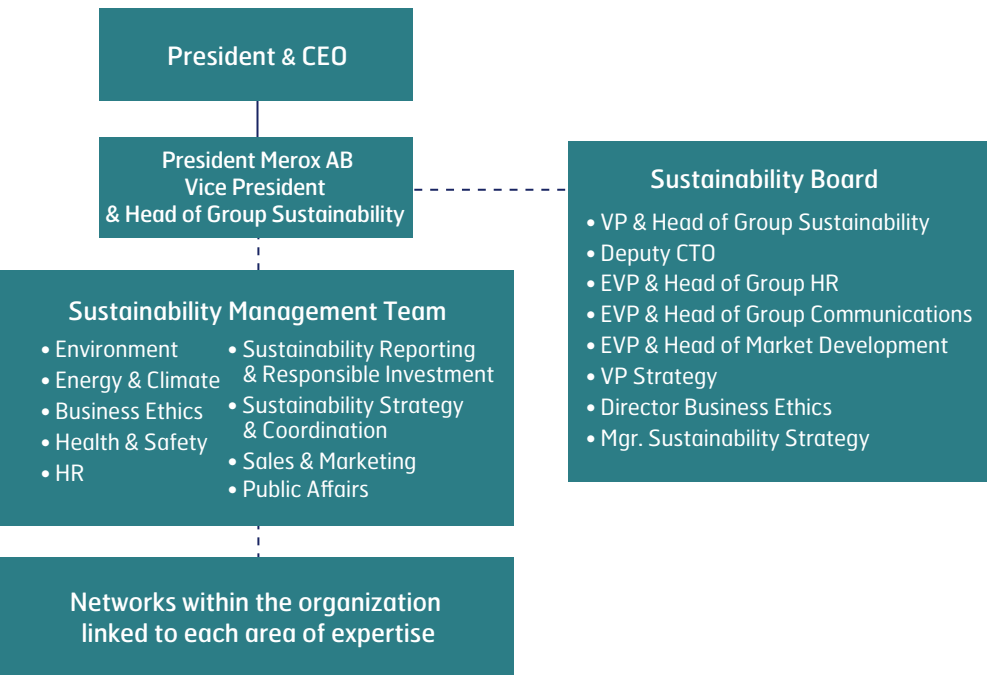 President & CEO
President Merox AB
Vice President
& Head of Group Sustainability
Sustainability Board
• VP & Head of Group Sustainability
• Deputy CTO
• EVP & Head of Group HR
• EVP & Head of Group Communications
• EVP & Head of Market Development
• VP Strategy
• Director Business Ethics
• Mgr. Sustainability Strategy
Sustainability Management Team
• Environment
• Energy & Climate
• Business Ethics
• Health & Safety
• HR
• Sustainability Reporting
& Responsible Investment
• Sustainability Strategy
& Coordination
• Sales & Marketing
• Public Affairs
Networks within the organization
linked to each area of expertise